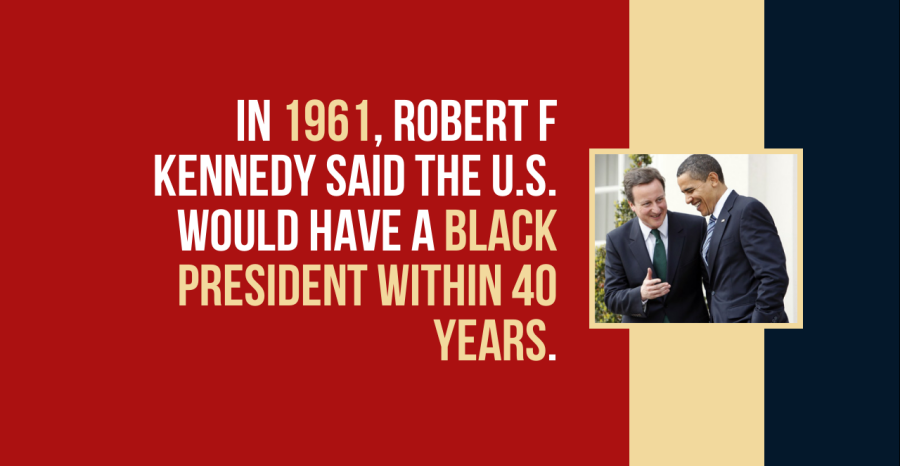 IN 1961, ROBERT F
KENNEDY SAID THE U.S.
WOULD HAVE A BLACK
PRESIDENT WITHIN 40
YEARS.